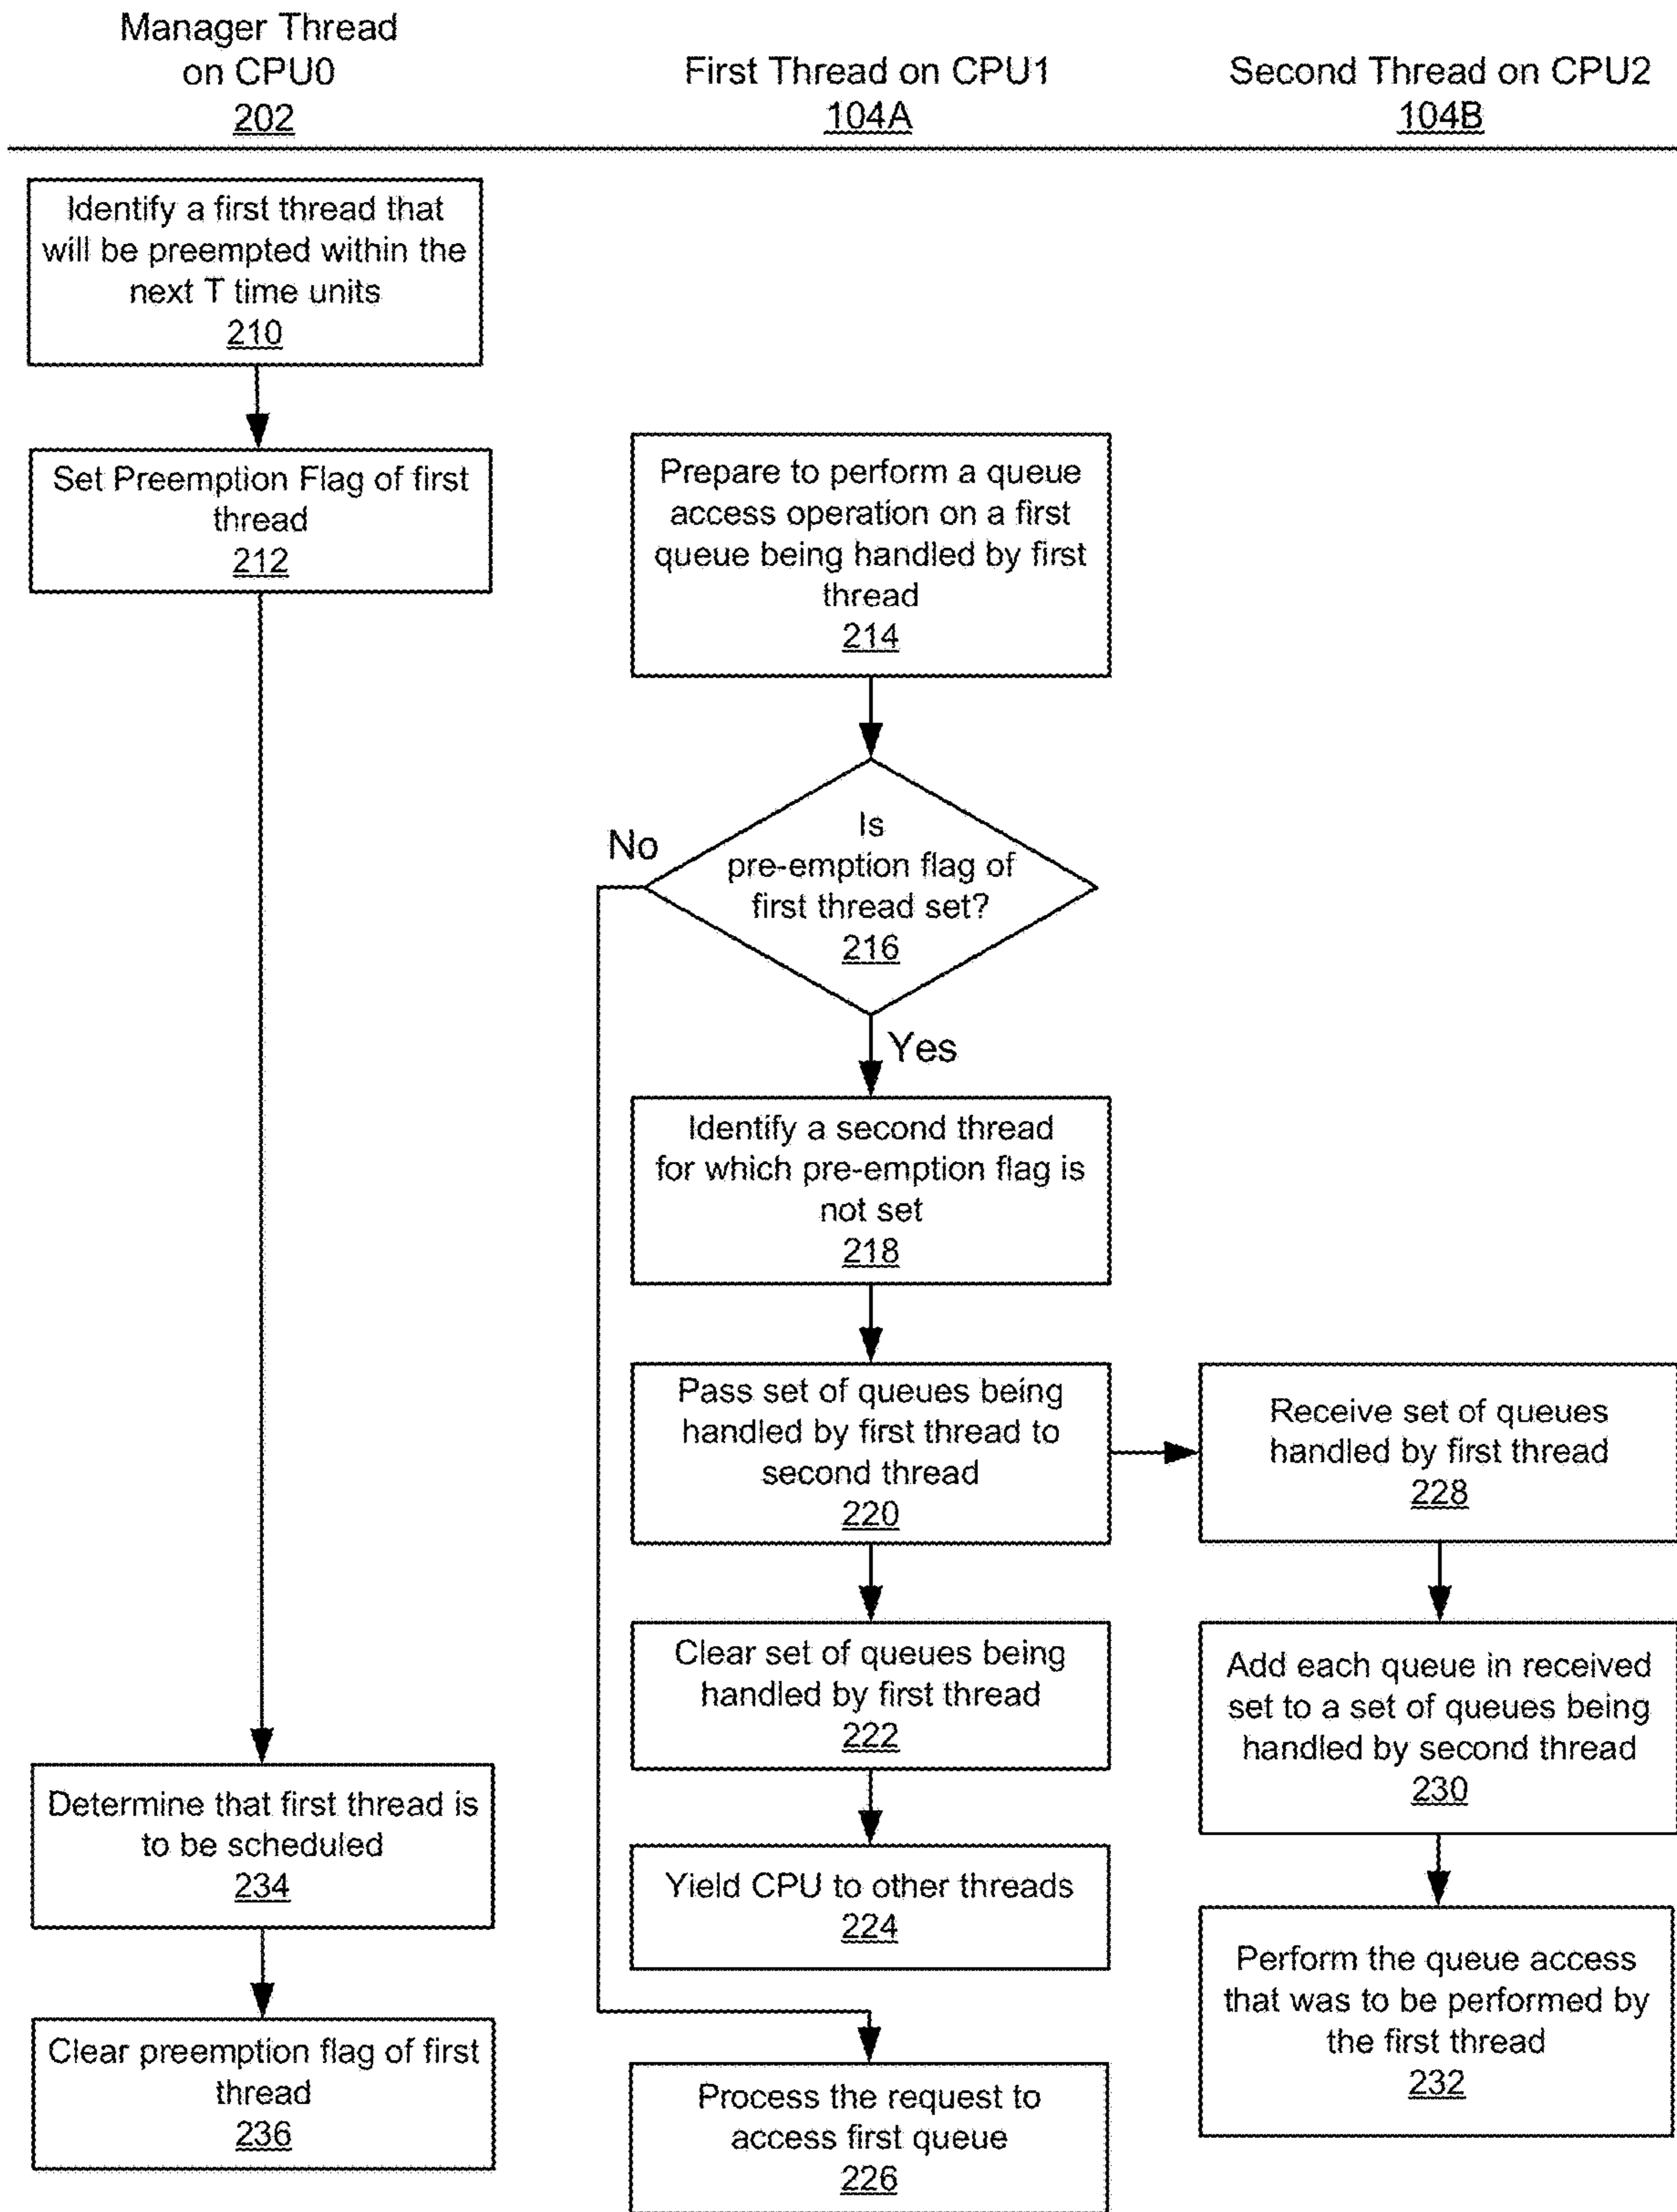 Manager Thread
on CPU0
202
First Thread on CPU1
104A
Second Thread on CPU2
104B
Identify a first thread that
will be preempted within the
next T time units
210
Set Preemption Flag of first
thread
212
Prepare to perform a queue
access operation on a first
queue being handled by first
thread
214
Is
pre-emption flag of
first thread set?
216
No
Yes
Identify a second thread
for which pre-emption flag is
not set
218
Pass set of queues being
handled by first thread to
second thread
220
Receive set of queues
handled by first thread
228
Clear set of queues being
handled by first thread
222
Add each queue in received
set to a set of queues being
handled by second thread
230
Determine that first thread is
to be scheduled
234
Yield CPU to other threads
224
Perform the queue access
that was to be performed by
the first thread
232
Clear preemption flag of first
thread
236
Process the request to
access first queue
226